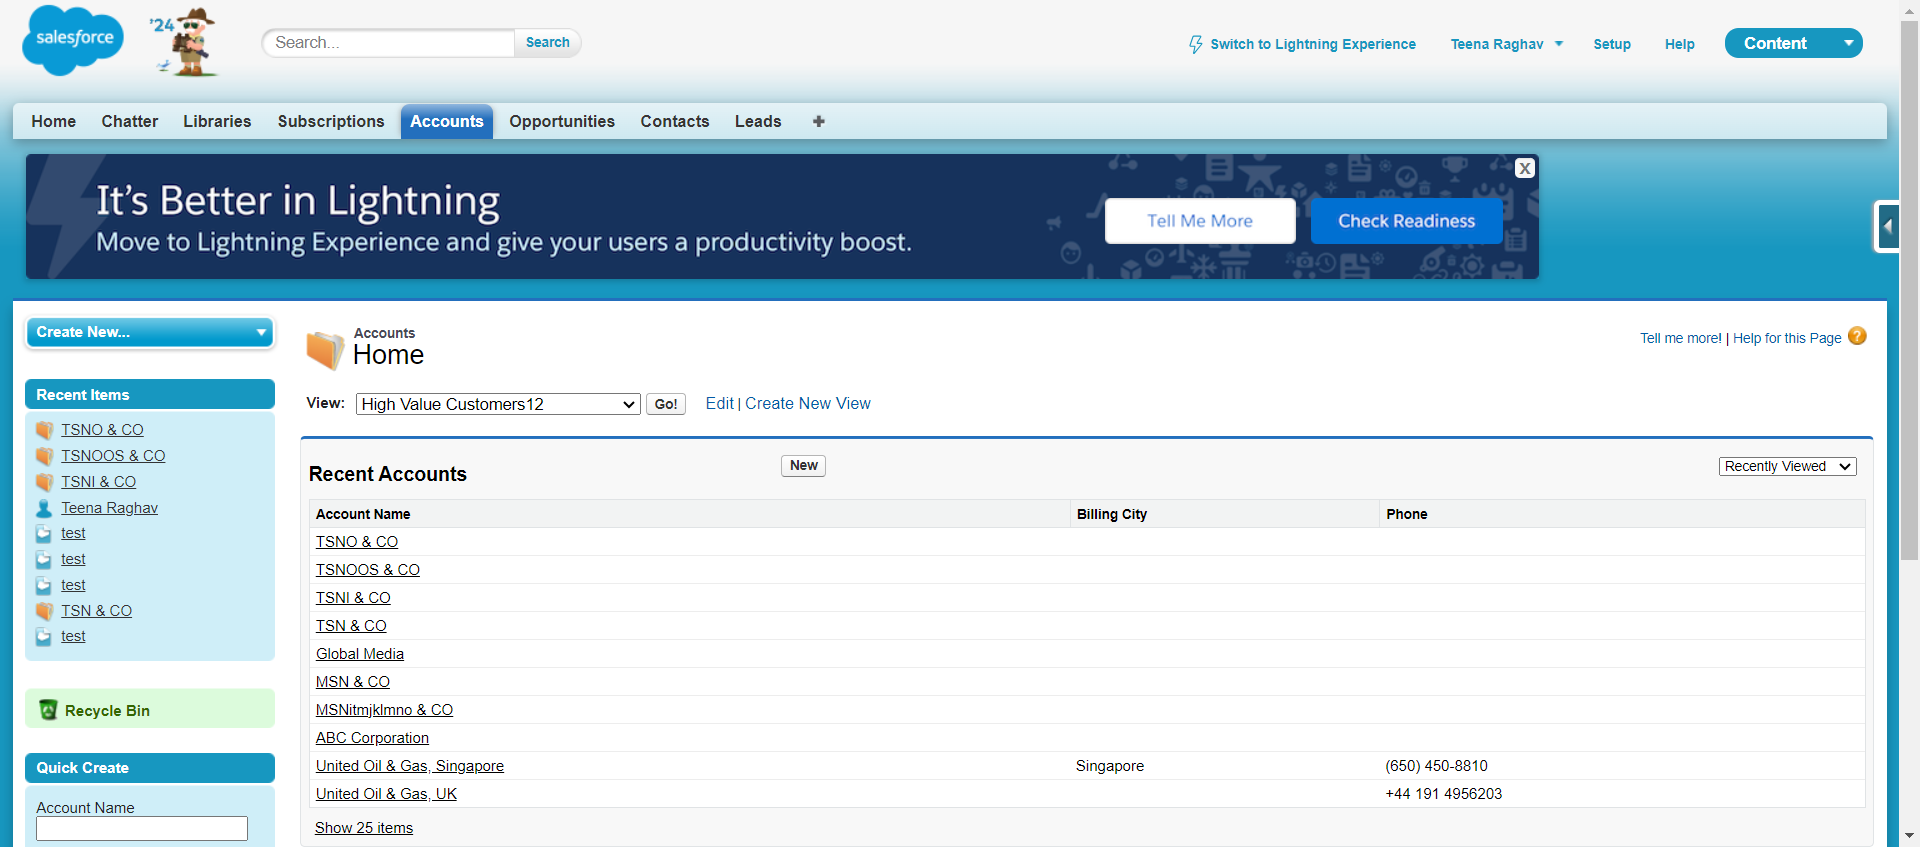 salesforce
'24
Search...
Search
Switch to Lightning Experience
Teena Raghav
Setup
Help
Content
Home
Chatter
Libraries
Subscriptions
Accounts
Opportunities
Contacts
Leads
+
It's Better in Lightning
Move to Lightning Experience and give your users a productivity boost.
Tell Me More
Check Readiness
X
Create New...
Recent Items
TSNO & CO
TSNOOS & CO
TSNI & CO
Teena Raghav
test
test
test
TSN & CO
test
Recycle Bin
Quick Create
Account Name
Accounts
Home
Tell me more! | Help for this Page ?
View: High Value Customers12 Go! Edit | Create New View
Recent Accounts
New
Recently Viewed
Account Name Billing City Phone
TSNO & CO
TSNOOS & CO
TSNI & CO
TSN & CO
Global Media
MSN & CO
MSNitmjklmno & CO
ABC Corporation
United Oil & Gas, Singapore Singapore (650) 450-8810
United Oil & Gas, UK +44 191 4956203
Show 25 items